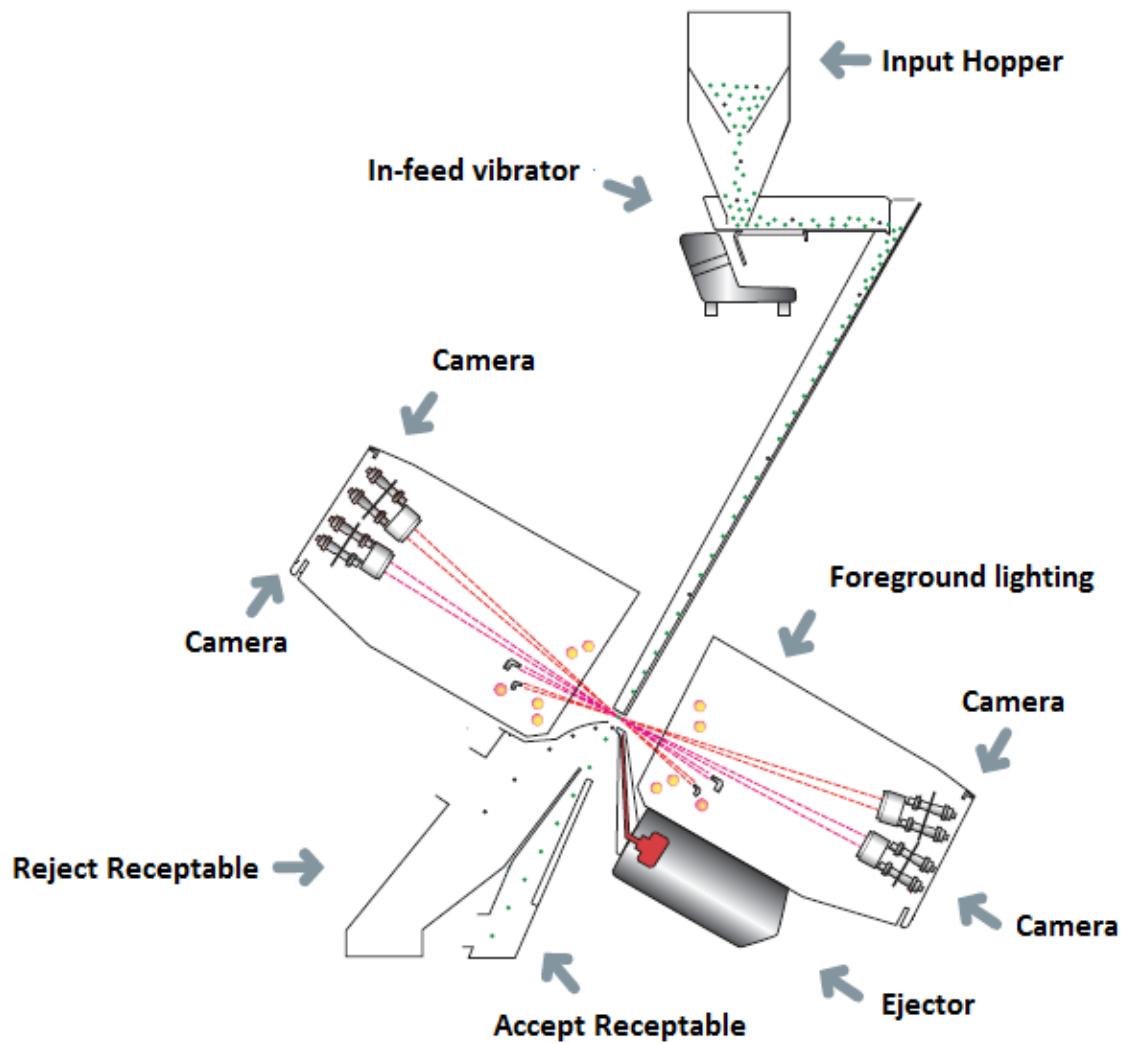 Input Hopper
In-feed vibrator
Camera
Foreground lighting
Camera
Camera
Reject Receptable
Camera
Ejector
Accept Receptable